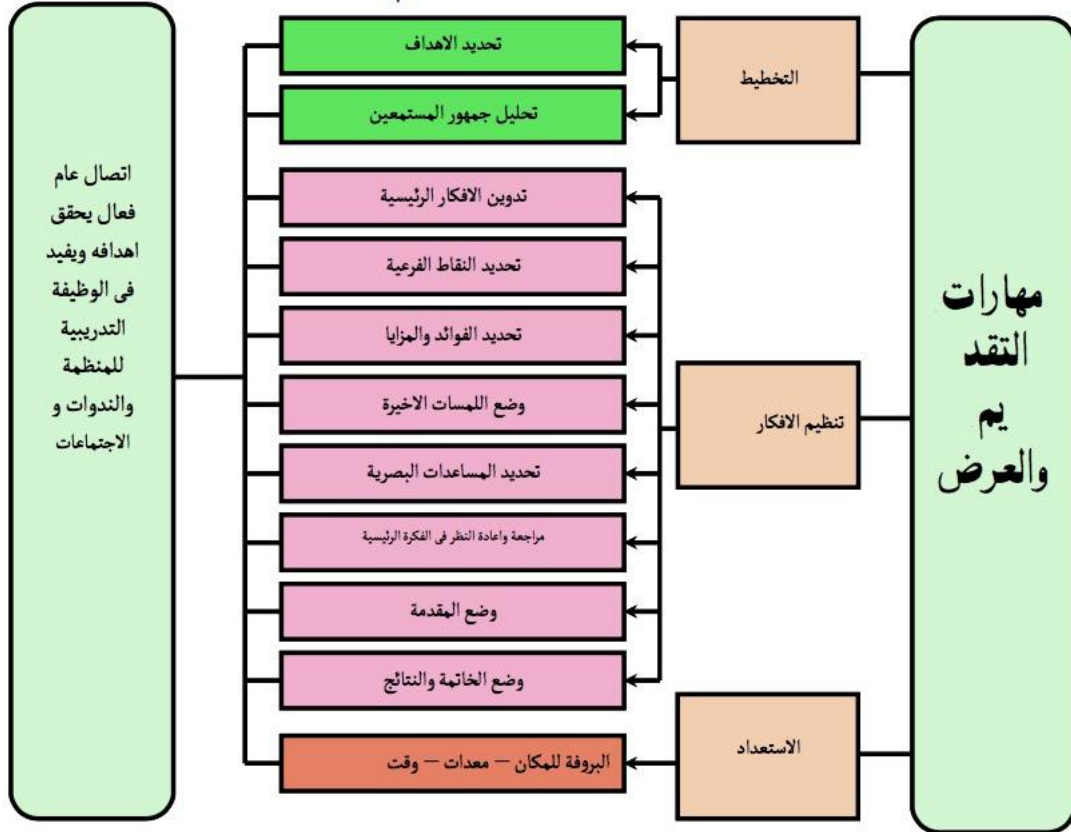 مهارات
التقد
يم
والعرض
التخطيط
تحديد الاهداف
تحليل جمهور المستمعين
تنظيم الافكار
تدوين الافكار الرئيسية
تحديد النقاط الفرعية
تحديد الفوائد والمزايا
وضع اللمسات الاخيرة
تحديد المساعدات البصرية
مراجعة واعادة النظر فى الفكرة الرئيسية
وضع المقدمة
وضع الخاتمة والنتائج
الاستعداد
البروفة للمكان – معدات – وقت
اتصال عام
فعال يحقق
اهدافه ويفيد
فى الوظيفة
التدريبية
للمنظمة
والندوات و
الاجتماعات